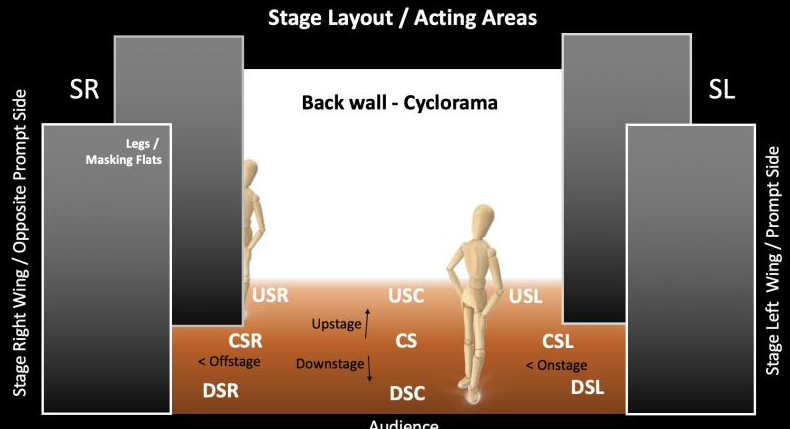 Stage Layout / Acting Areas
SR
SL
Back wall - Cyclorama
Legs /
Masking Flats
Stage Right Wing / Opposite Prompt Side
Stage Left Wing / Prompt Side
USR
USC
USL
Upstage
CSR
CS
CSL
< Offstage
Downstage
< Onstage
DSR
DSC
DSL
Audience